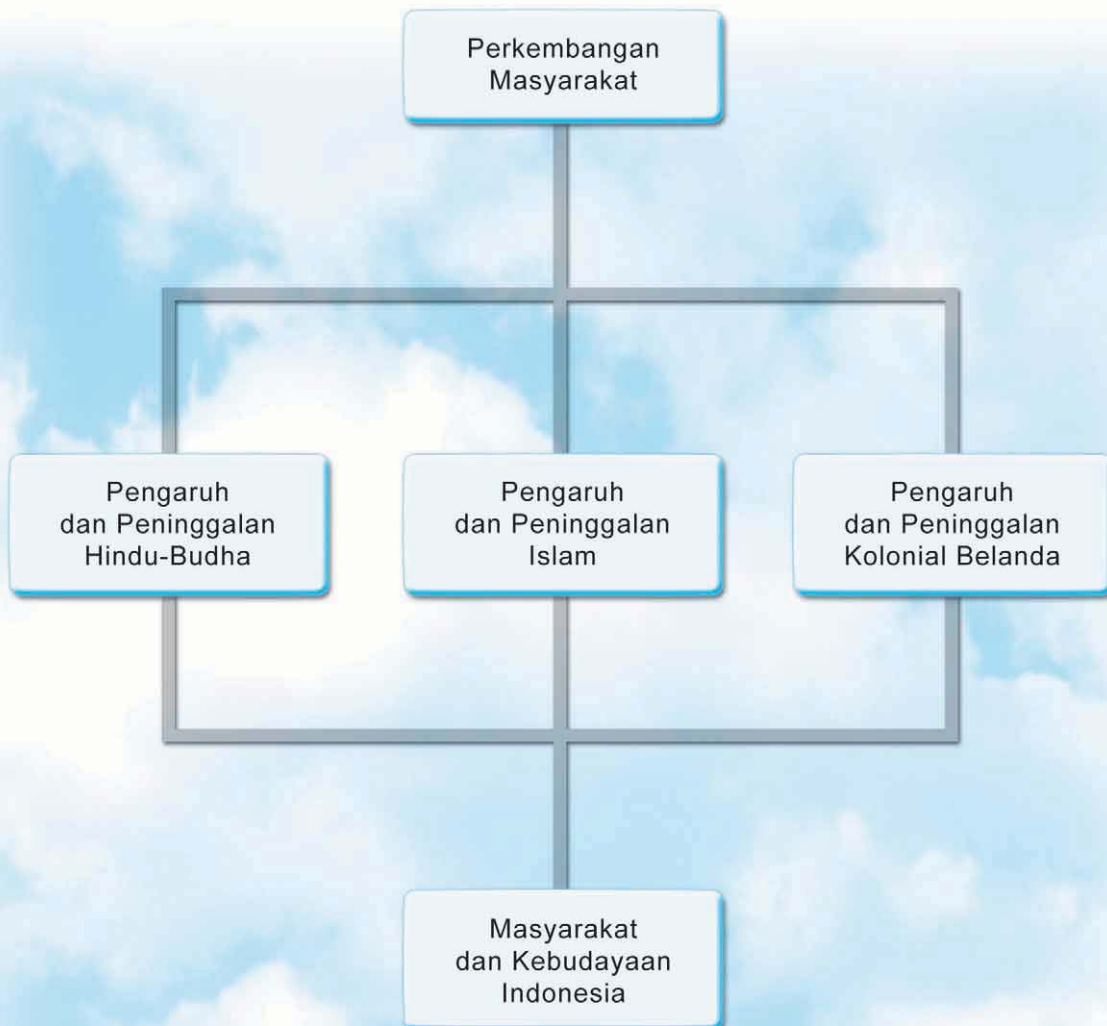 Perkembangan
Masyarakat
Pengaruh
dan Peninggalan
Hindu-Budha
Pengaruh
dan Peninggalan
Islam
Pengaruh
dan Peninggalan
Kolonial Belanda
Masyarakat
dan Kebudayaan
Indonesia